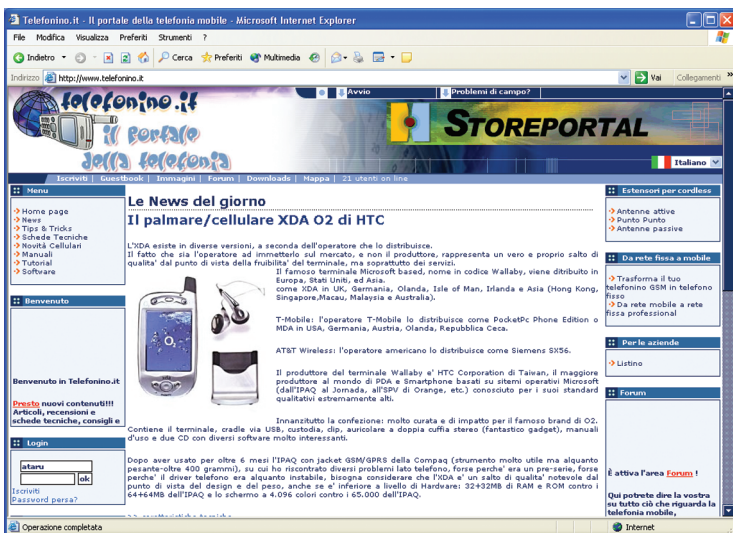 Telefonino.it - Il portale della telefonia mobile - Microsoft Internet Explorer
File Modifica Visualizza Preferiti Strumenti ?
Indietro Cerca Preferiti Multimedia
Indirizzo http://www.telefonino.it Vai Collegamenti »
telefonino.it
il portale
della telefonia
Avvio Problemi di campo?
STOREPORTAL
Italiano
Iscriviti | Guestbook | Immagini | Forum | Downloads | Mappa | 21 utenti on line
Menu
Home page
News
Tips & Tricks
Schede Tecniche
Novità Cellulari
Manuali
Tutorial
Software
Benvenuto
Benvenuto in Telefonino.it
Presto nuovi contenuti!!!
Articoli, recensioni e
schede tecniche, consigli e
Login
ataru
ok
Iscriviti
Password persa?
Le News del giorno
Il palmare/cellulare XDA O2 di HTC
L'XDA esiste in diverse versioni, a seconda dell'operatore che lo distribuisce.
Il fatto che sia l'operatore ad immetterlo sul mercato, e non il produttore, rappresenta un vero e proprio salto di
qualita' dal punto di vista della fruibilita' del terminale, ma soprattutto dei servizi.
Il famoso terminale Microsoft based, nome in codice Wallaby, viene ditribuito in
Europa, Stati Uniti, ed Asia.
come XDA in UK, Germania, Olanda, Isle of Man, Irlanda e Asia (Hong Kong,
Singapore,Macau, Malaysia e Australia).
T-Mobile: l'operatore T-Mobile lo distribuisce come PocketPc Phone Edition o
MDA in USA, Germania, Austria, Olanda, Repubblica Ceca.
AT&T Wireless: l'operatore americano lo distribuisce come Siemens SX56.
Il produttore del terminale Wallaby e' HTC Corporation di Taiwan, il maggiore
produttore al mondo di PDA e Smartphone basati su sitemi operativi Microsoft
(dall'IPAQ al Jornada, all'SPV di Orange, etc.) conosciuto per i suoi standard
qualitativi estremamente alti.
Innanzitutto la confezione: molto curata e di impatto per il famoso brand di O2.
Contiene il terminale, cradle via USB, custodia, clip, auricolare a doppia cuffia stereo (fantastico gadget), manuali
d'uso e due CD con diversi software molto interessanti.
Dopo aver usato per oltre 6 mesi l'IPAQ con jacket GSM/GPRS della Compaq (strumento molto utile ma alquanto
pesante-oltre 400 grammi), su cui ho riscontrato diversi problemi lato telefono, forse perche' era un pre-serie, forse
perche' il driver telefono era alquanto instabile, bisogna considerare che l'XDA e' un salto di qualita' notevole dal
punto di vista del design e del peso, anche se e' inferiore a livello di Hardware: 32+32MB di RAM e ROM contro i
64+64MB dell'IPAQ e lo schermo a 4.096 colori contro i 65.000 dell'IPAQ.
Estensori per cordless
Antenne attive
Punto Punto
Antenne passive
Da rete fissa a mobile
Trasforma il tuo
telefonino GSM in telefono
fisso
Da rete mobile a rete
fissa professional
Per le aziende
Listino
Forum
È attiva l'area Forum !
Qui potrete dire la vostra
su tutto ciò che riguarda la
telefonia mobile,
Operazione completata
Internet